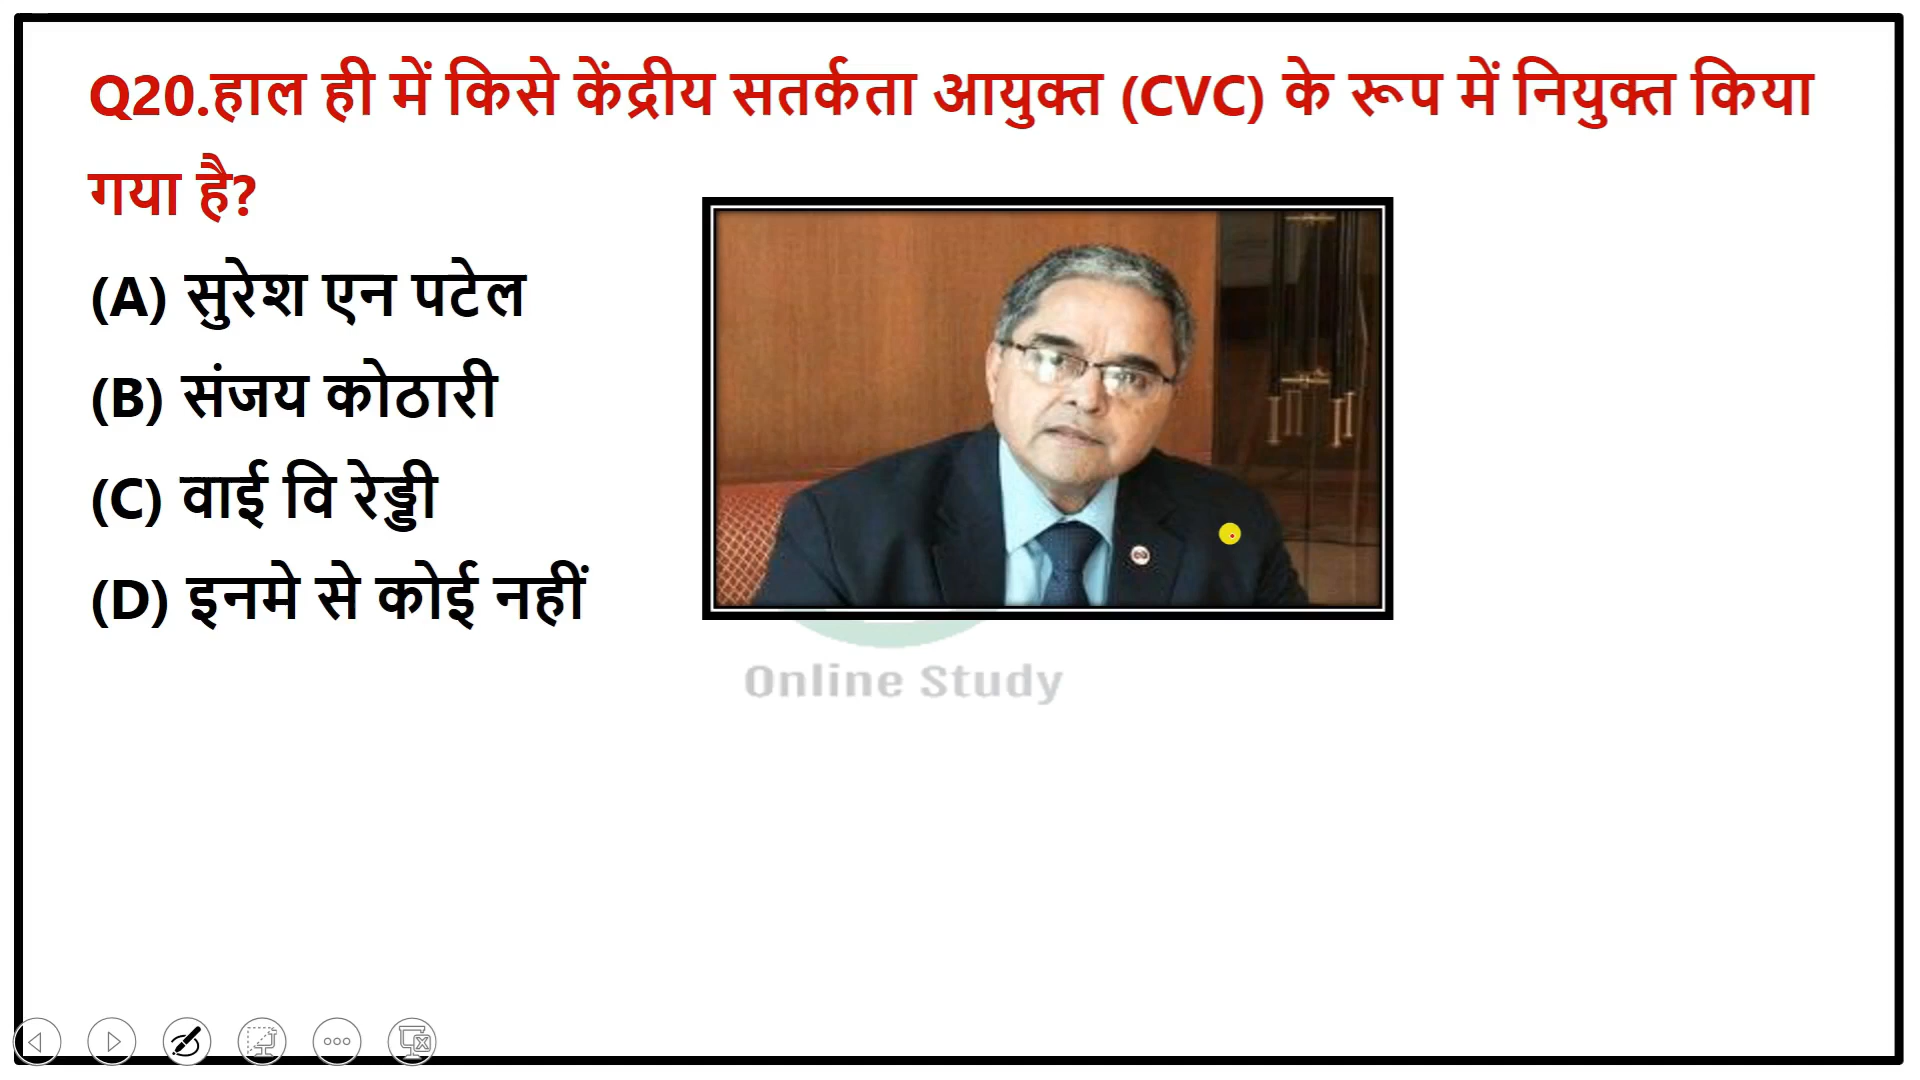 Q20.हाल ही में किसे केंद्रीय सतर्कता आयुक्त (CVC) के रूप में नियुक्त किया
गया है?
(A) सुरेश एन पटेल
(B) संजय कोठारी
(C) वाई वि रेड्डी
(D) इनमे से कोई नहीं
Online Study